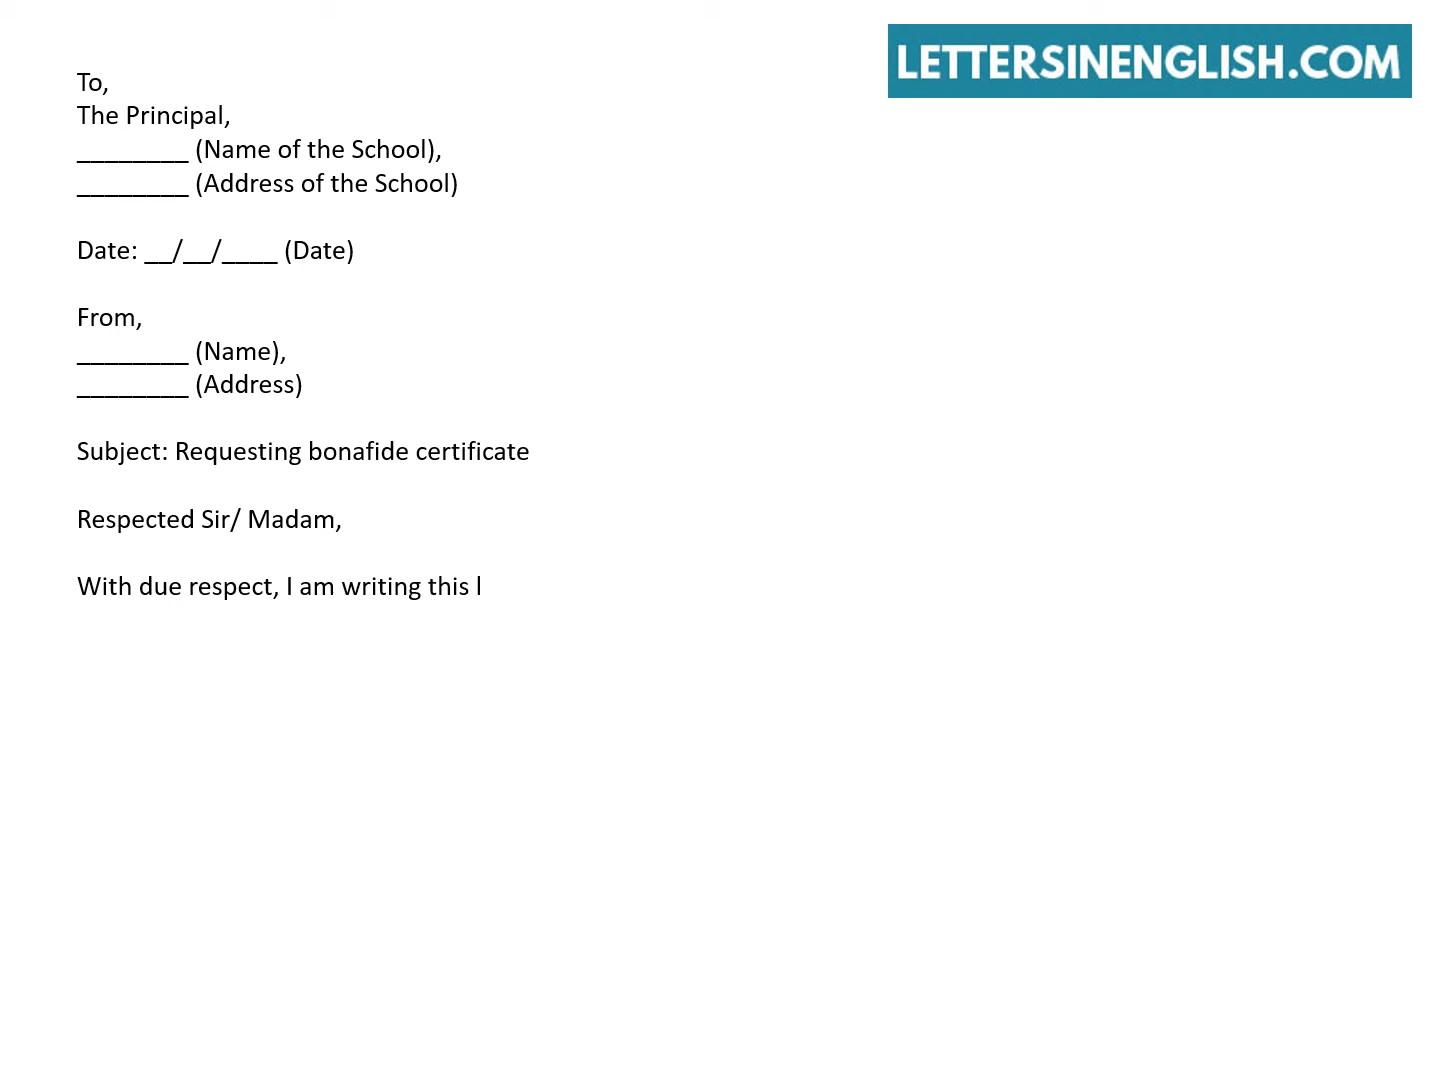 LETTERSINENGLISH.COM
To,
The Principal,
________ (Name of the School),
________ (Address of the School)
Date: __/__/____ (Date)
From,
________ (Name),
________ (Address)
Subject: Requesting bonafide certificate
Respected Sir/ Madam,
With due respect, I am writing this l